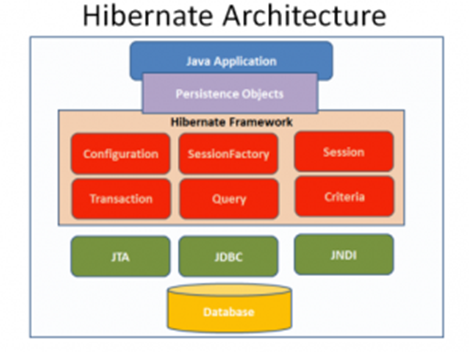 Hibernate Architecture
Java Application
Persistence Objects
Hibernate Framework
Configuration SessionFactory Session
Transaction Query Criteria
JTA JDBC JNDI
Database